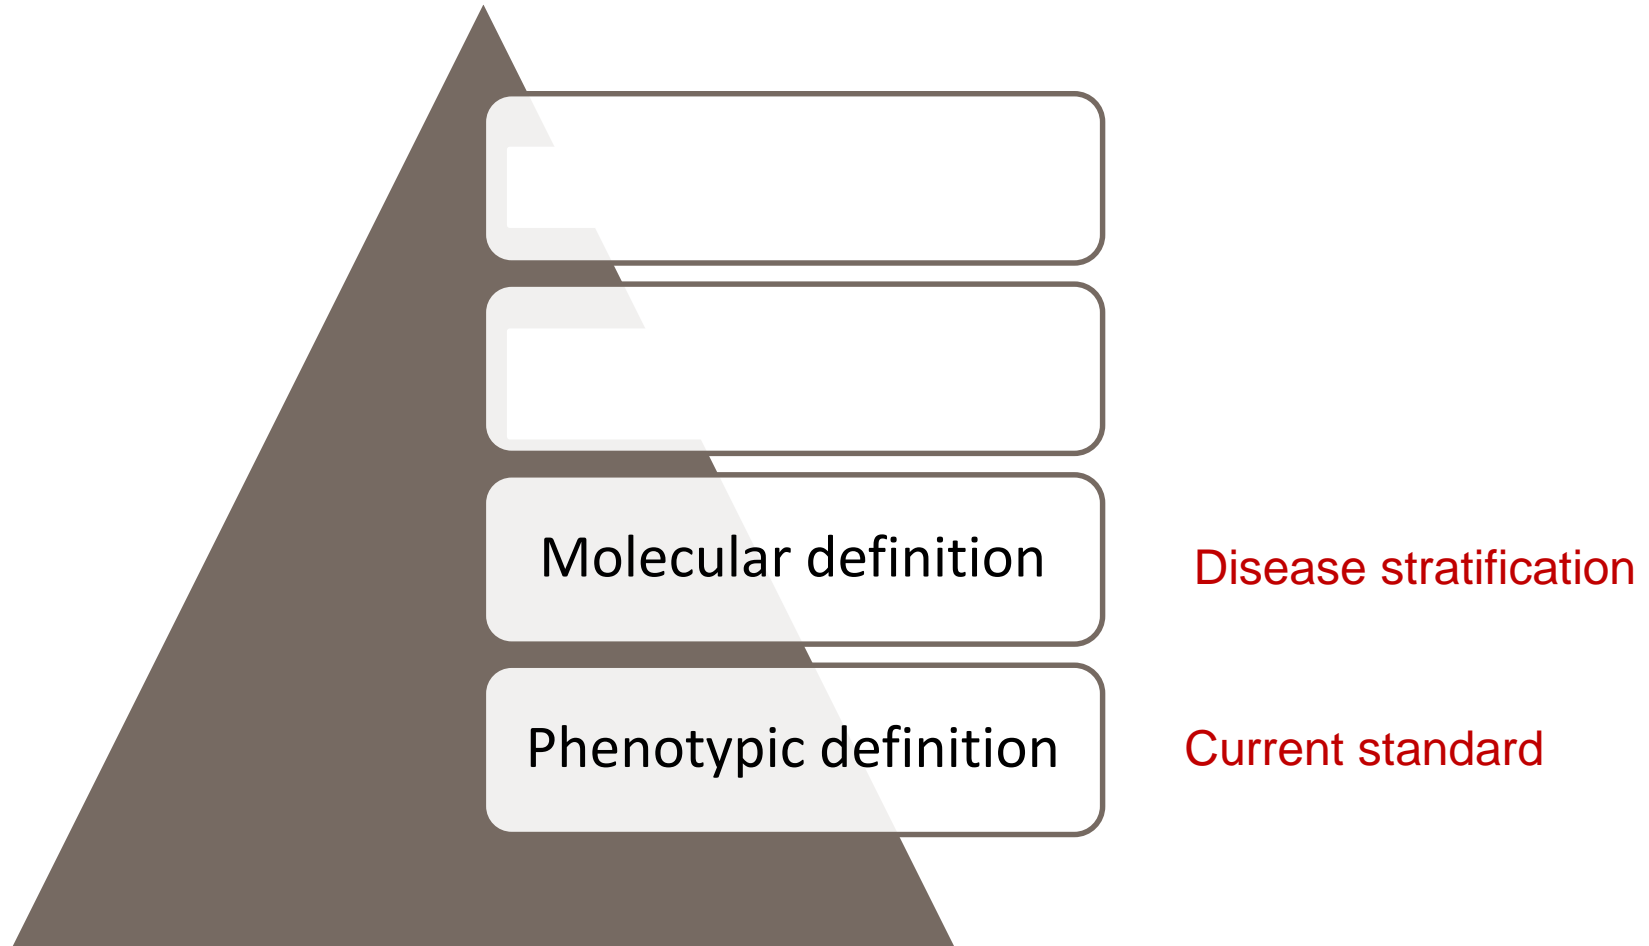 Molecular definition
Disease stratification
Phenotypic definition
Current standard